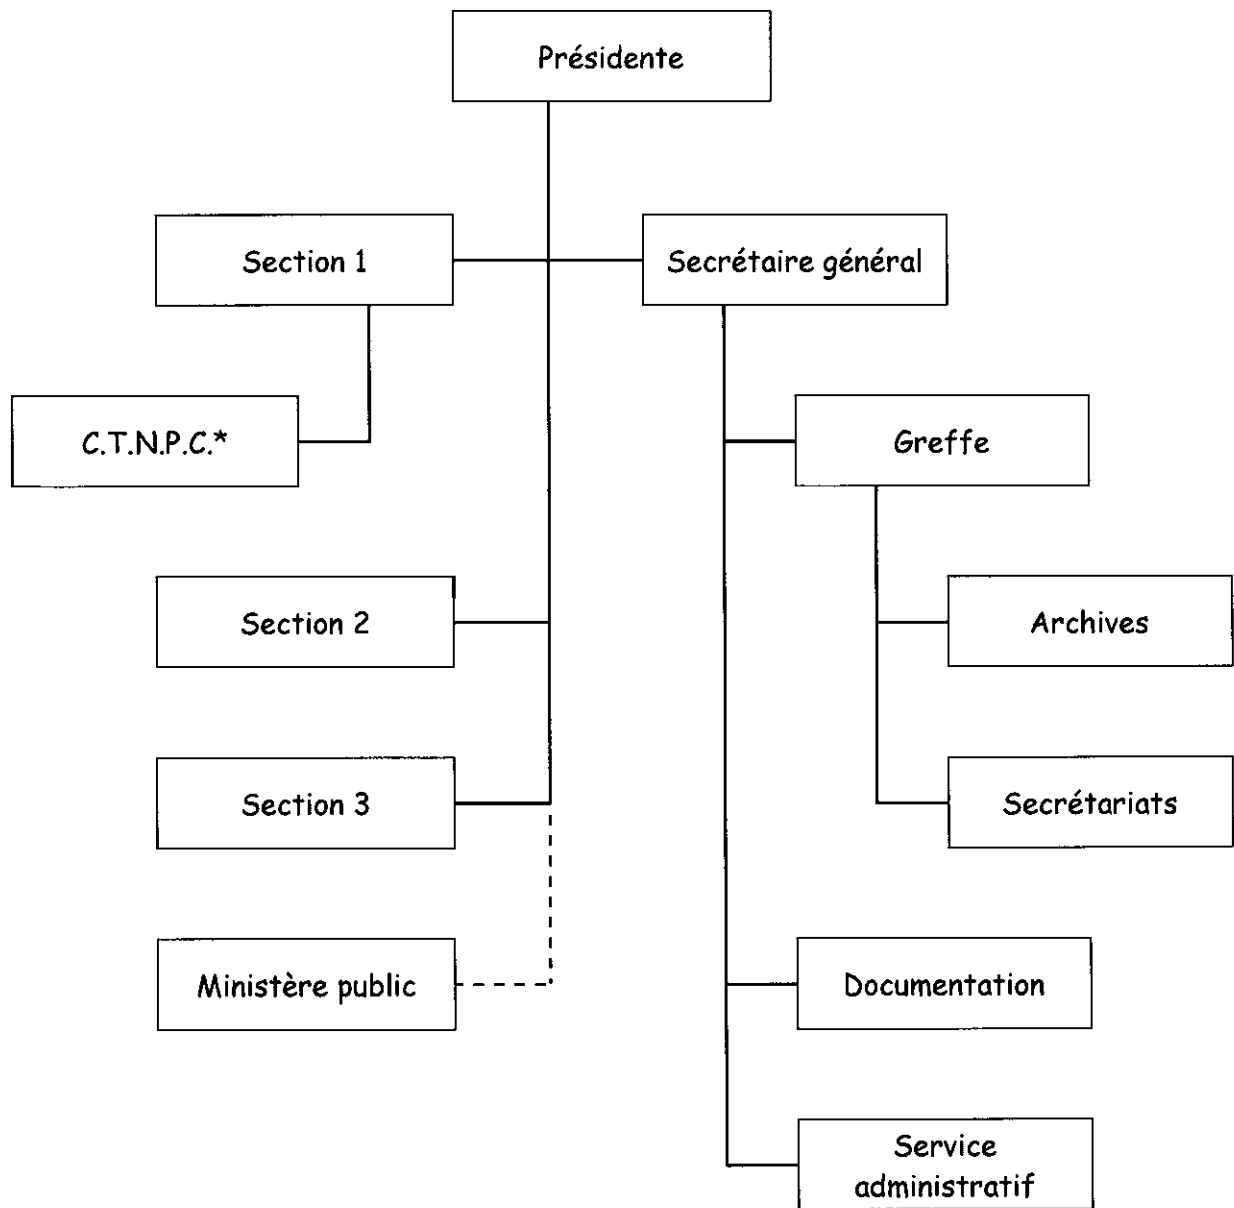 Présidente
Section 1
Secrétaire général
C.T.N.P.C.*
Greffe
Section 2
Archives
Section 3
Secrétariats
Ministère public
Documentation
Service
administratif